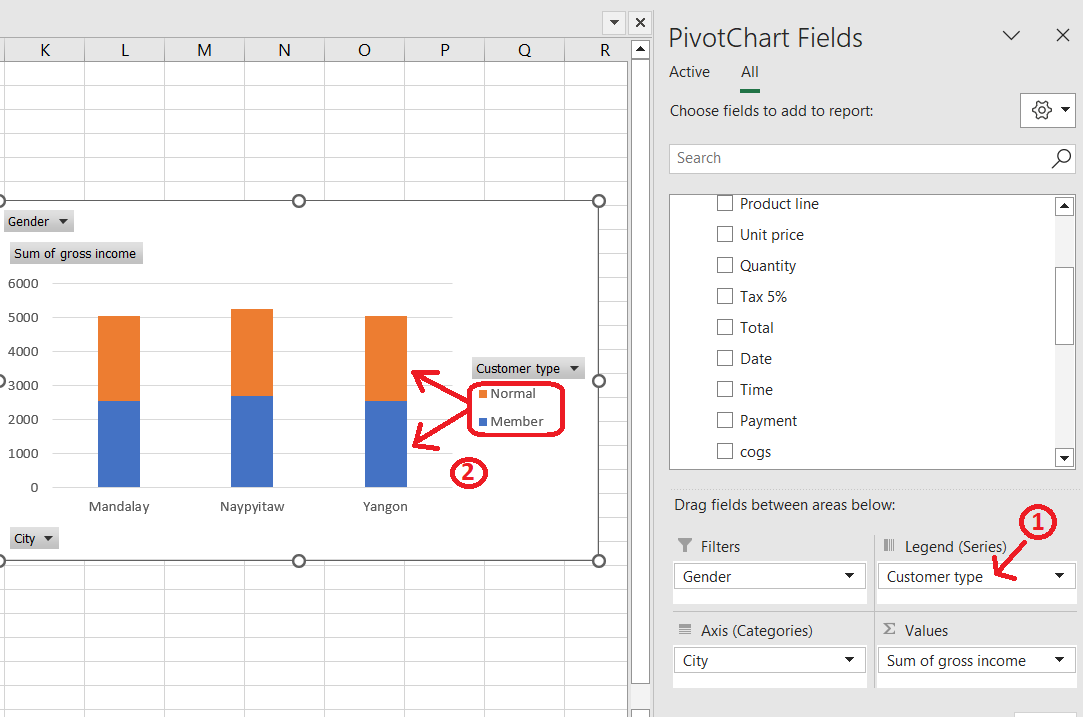 K L M N O P Q R
Gender
Sum of gross income
6000
5000
4000
3000
2000
1000
0
Mandalay Naypyitaw Yangon
City
Customer type
Normal
Member
2
PivotChart Fields
Active All
Choose fields to add to report:
Search
Product line
Unit price
Quantity
Tax 5%
Total
Date
Time
Payment
cogs
Drag fields between areas below:
1
Filters
Gender
Legend (Series)
Customer type
Axis (Categories)
City
Σ Values
Sum of gross income